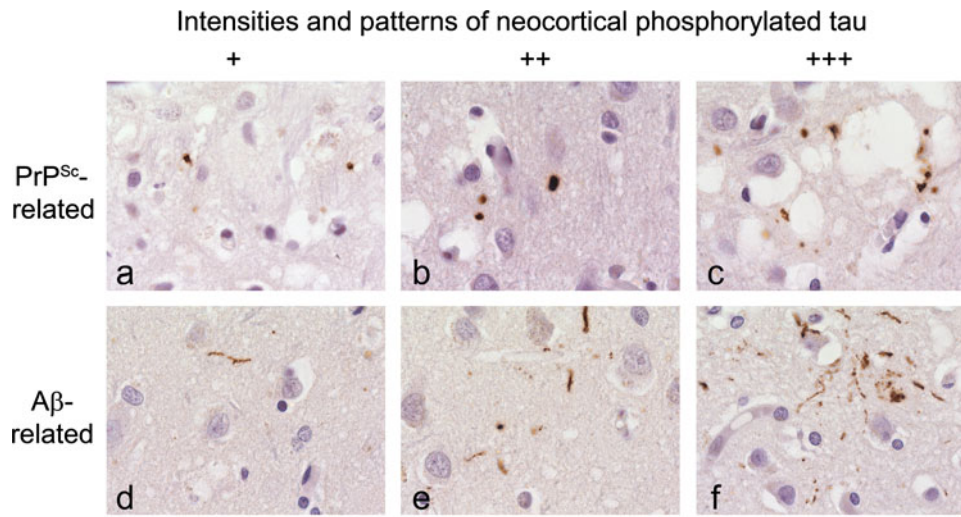 Intensities and patterns of neocortical phosphorylated tau
+ ++ +++
PrPSc-
related
a b c
Aβ-
related
d e f